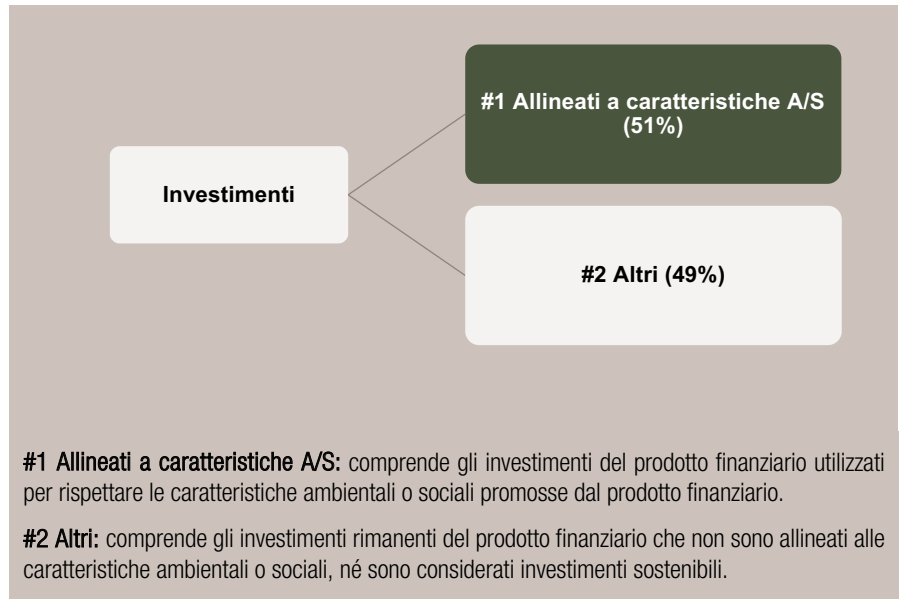 #1 Allineati a caratteristiche A/S
(51%)
Investimenti
#2 Altri (49%)
#1 Allineati a caratteristiche A/S: comprende gli investimenti del prodotto finanziario utilizzati
per rispettare le caratteristiche ambientali o sociali promosse dal prodotto finanziario.
#2 Altri: comprende gli investimenti rimanenti del prodotto finanziario che non sono allineati alle
caratteristiche ambientali o sociali, né sono considerati investimenti sostenibili.